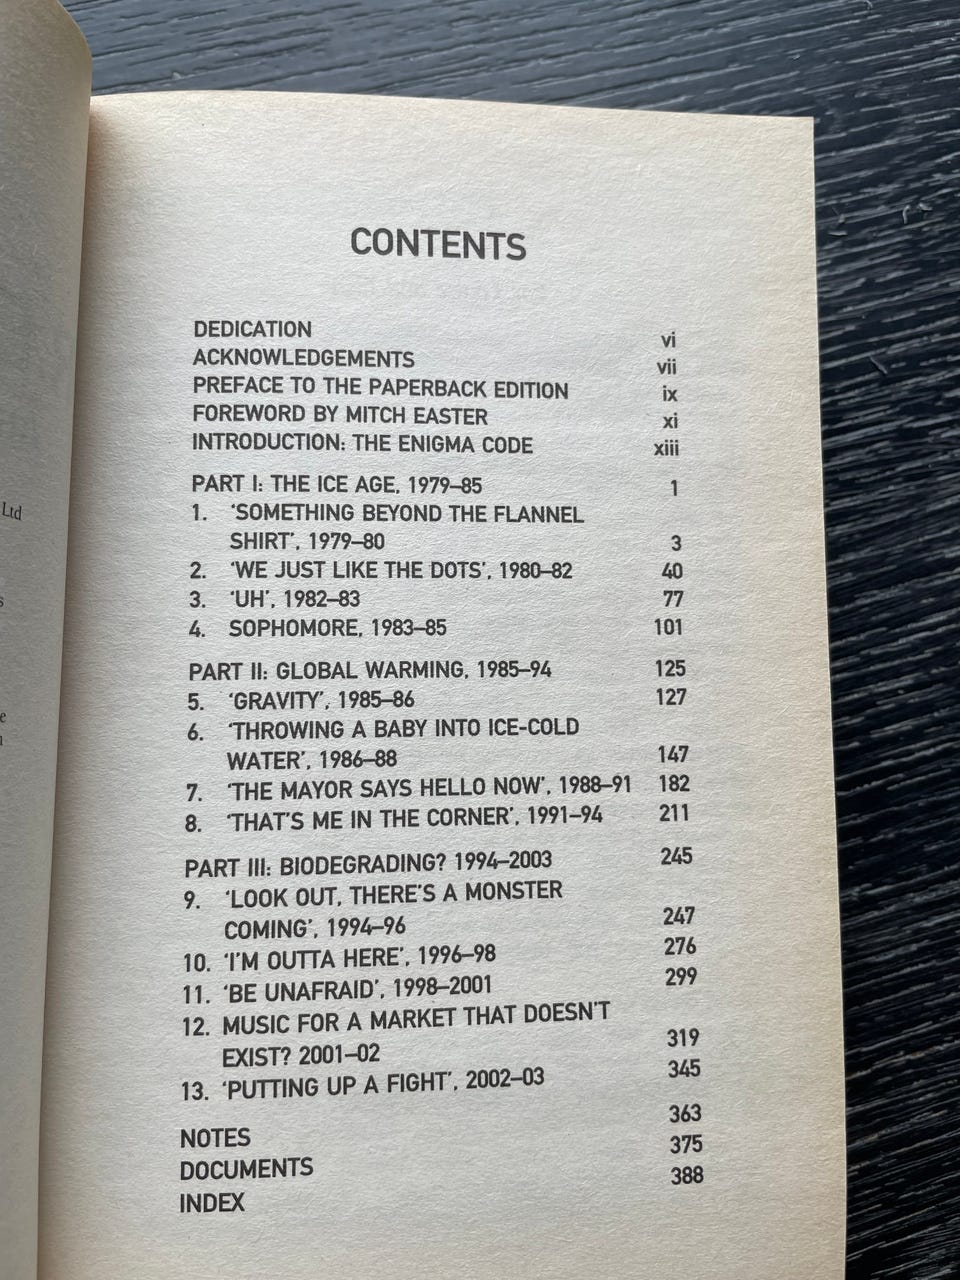 Ltd
CONTENTS
DEDICATION vi
ACKNOWLEDGEMENTS vii
PREFACE TO THE PAPERBACK EDITION ix
FOREWORD BY MITCH EASTER xi
INTRODUCTION: THE ENIGMA CODE xiii
PART I: THE ICE AGE, 1979–85 1
1. ‘SOMETHING BEYOND THE FLANNEL
SHIRT’, 1979–80 3
2. ‘WE JUST LIKE THE DOTS’, 1980–82 40
3. ‘UH’, 1982–83 77
4. SOPHOMORE, 1983–85 101
PART II: GLOBAL WARMING, 1985–94 125
5. ‘GRAVITY’, 1985–86 127
6. ‘THROWING A BABY INTO ICE-COLD
WATER’, 1986–88 147
7. ‘THE MAYOR SAYS HELLO NOW’, 1988–91 182
8. ‘THAT’S ME IN THE CORNER’, 1991–94 211
PART III: BIODEGRADING? 1994–2003 245
9. ‘LOOK OUT, THERE’S A MONSTER
COMING’, 1994–96 247
10. ‘I’M OUTTA HERE’, 1996–98 276
11. ‘BE UNAFRAID’, 1998–2001 299
12. MUSIC FOR A MARKET THAT DOESN’T
EXIST? 2001–02 319
13. ‘PUTTING UP A FIGHT’, 2002–03 345
NOTES 363
DOCUMENTS 375
INDEX 388